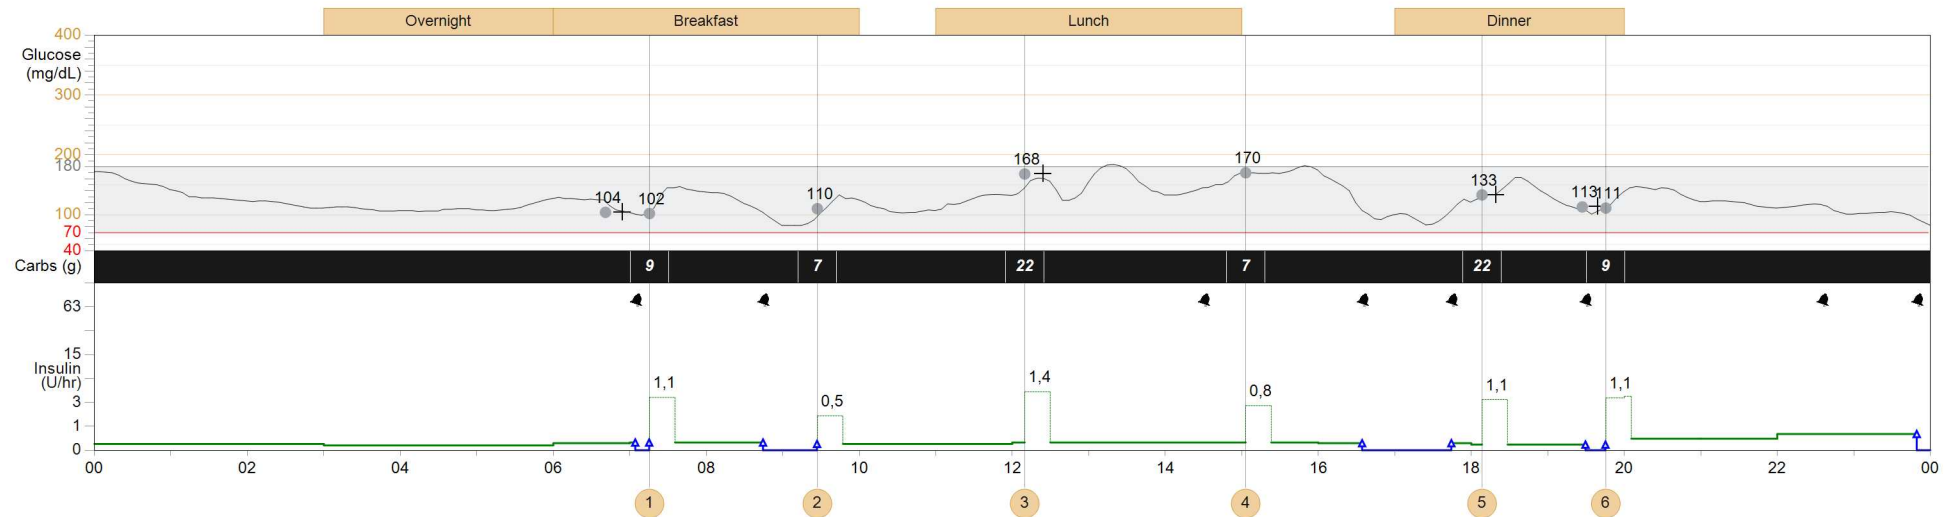 Overnight Breakfast Lunch Dinner
400
Glucose
(mg/dL)
300
200
180
168 170
133
104 102 110 113 111
100
70
40
Carbs (g) 9 7 22 7 22 9
63
15
Insulin
(U/hr)
1,1 0,5 1,4 0,8 1,1 1,1
3
1
0
00 02 04 06 08 10 12 14 16 18 20 22 00
1 2 3 4 5 6